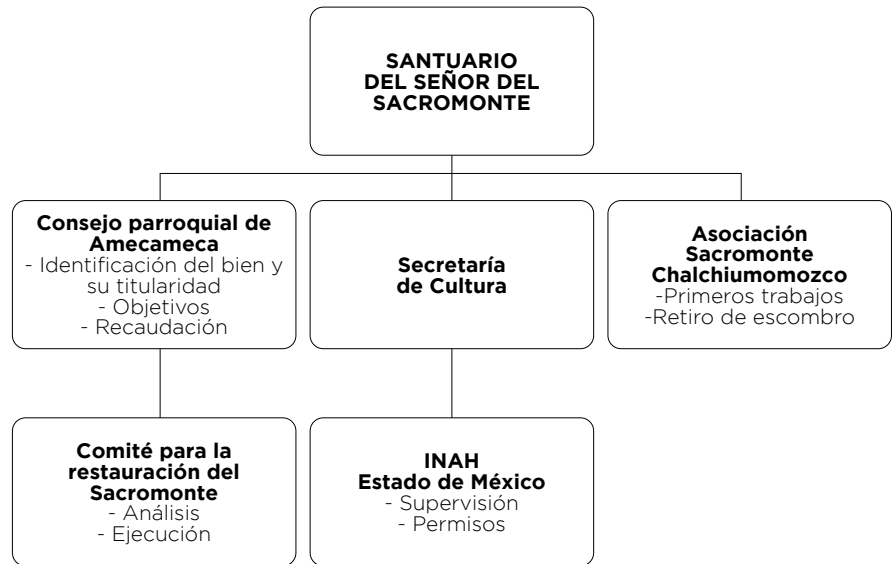 SANTUARIO
DEL SEÑOR DEL
SACROMONTE
Consejo parroquial de
Amecameca
- Identificación del bien y
su titularidad
- Objetivos
- Recaudación
Secretaría
de Cultura
Asociación
Sacromonte
Chalchiumomozco
-Primeros trabajos
-Retiro de escombro
Comité para la
restauración del
Sacromonte
- Análisis
- Ejecución
INAH
Estado de México
- Supervisión
- Permisos